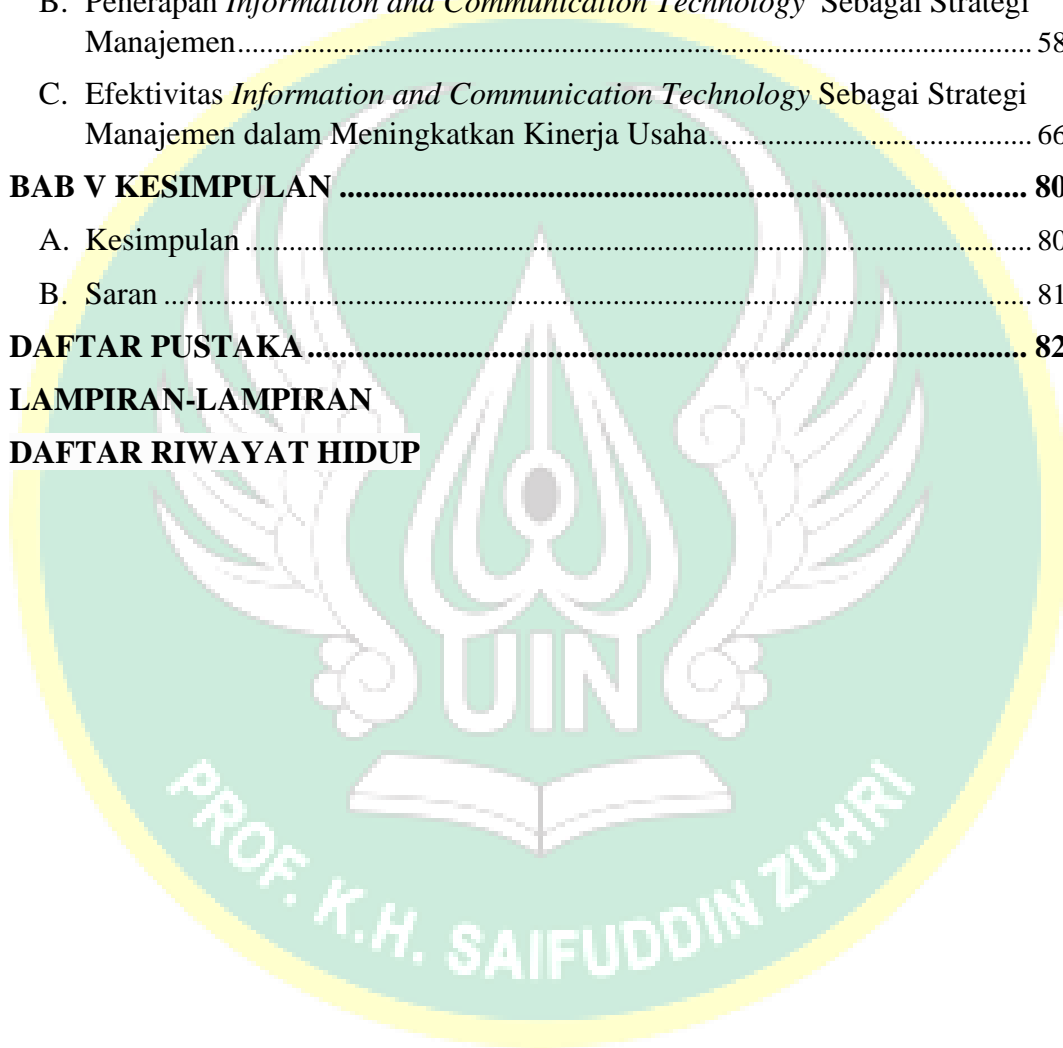 B. Penerapan Information and Communication Technology Sebagai Strategi
Manajemen........................................................................................................ 58
C. Efektivitas Information and Communication Technology Sebagai Strategi
Manajemen dalam Meningkatkan Kinerja Usaha.......................................... 66
BAB V KESIMPULAN ...................................................................................... 80
A. Kesimpulan ................................................................................................... 80
B. Saran ............................................................................................................. 81
DAFTAR PUSTAKA .......................................................................................... 82
LAMPIRAN-LAMPIRAN
DAFTAR RIWAYAT HIDUP
UIN
PROF. K.H. SAIFUDDIN ZUHRI